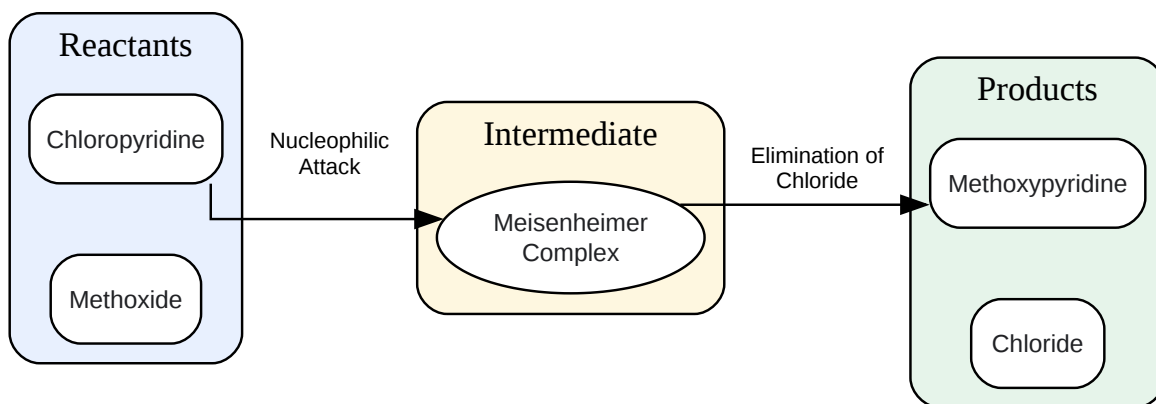 Reactants
Chloropyridine
Methoxide
Nucleophilic
Attack
Intermediate
Meisenheimer
Complex
Elimination of
Chloride
Products
Methoxypyridine
Chloride